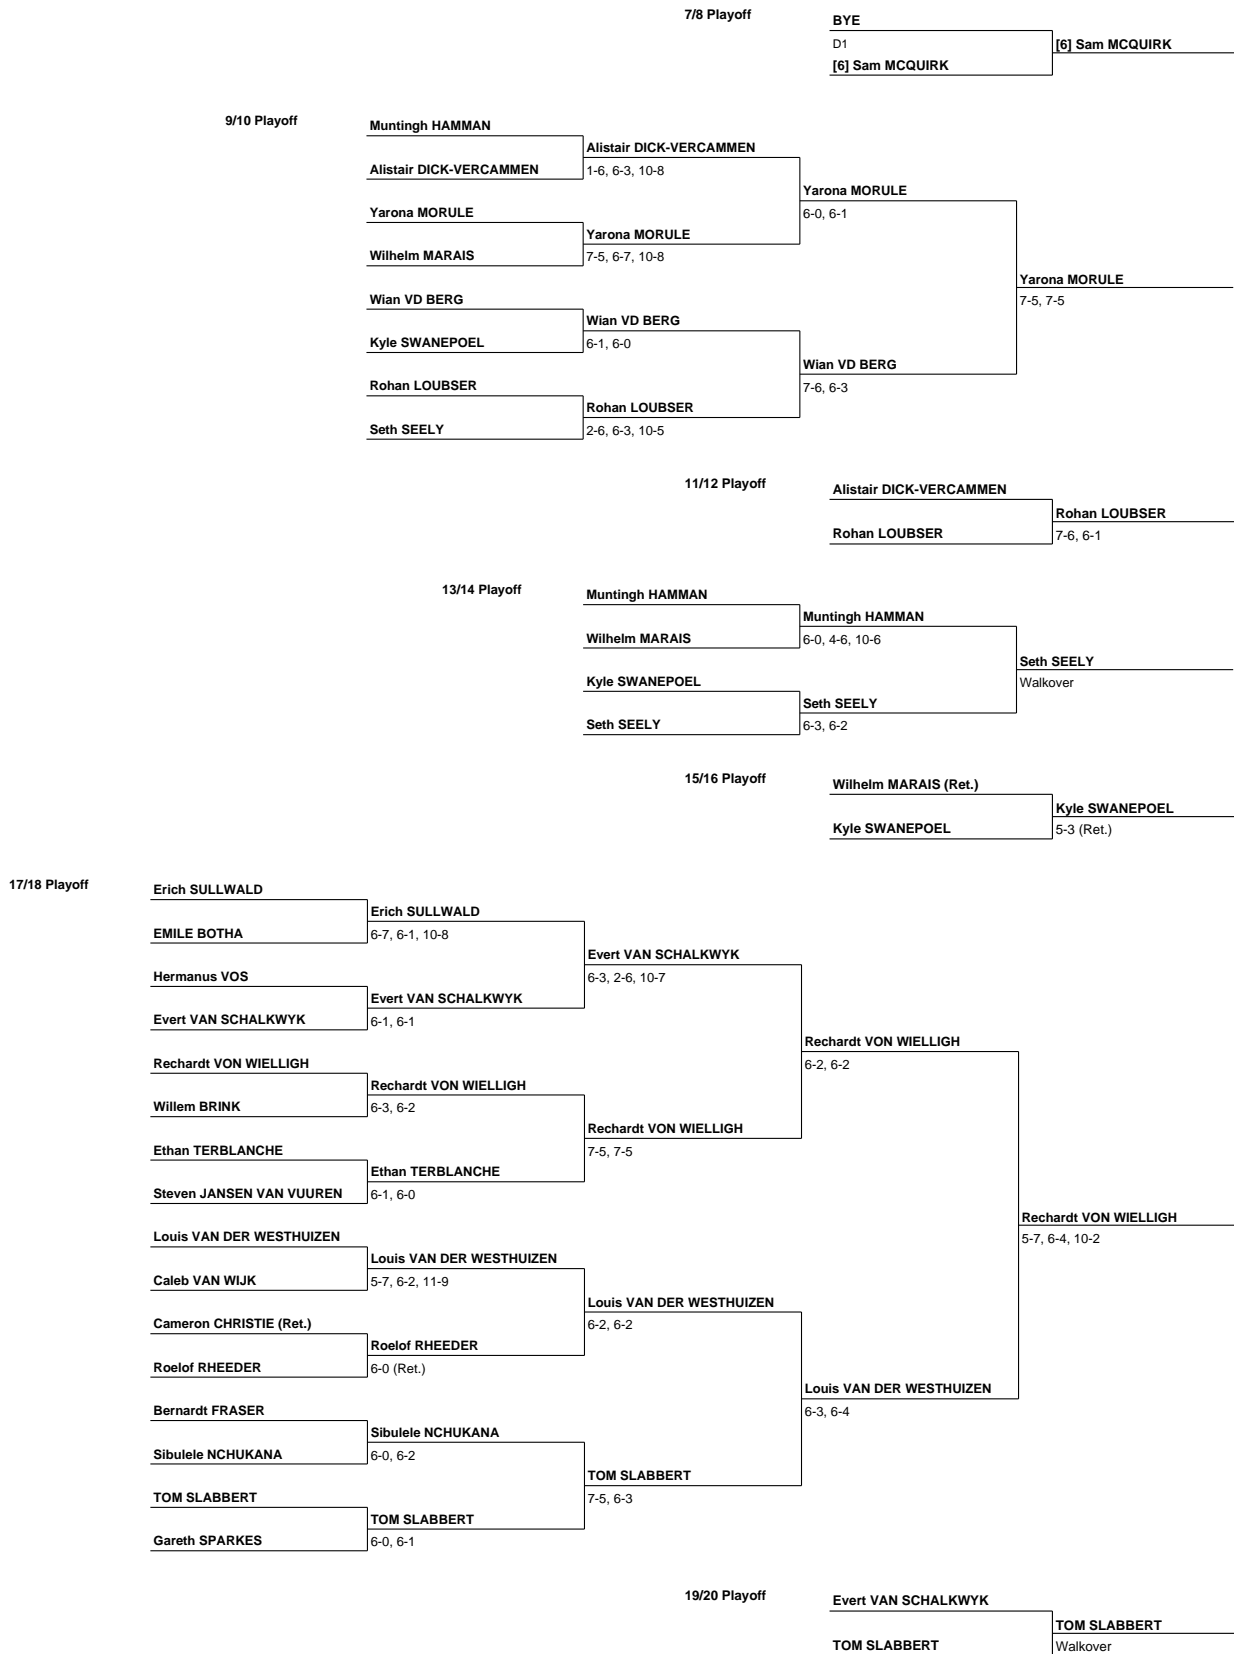 7/8 Playoff
BYE
D1
[6] Sam MCQUIRK
[6] Sam MCQUIRK
9/10 Playoff
Muntingh HAMMAN
Alistair DICK-VERCAMMEN
Alistair DICK-VERCAMMEN
1-6, 6-3, 10-8
Yarona MORULE
6-0, 6-1
Yarona MORULE
Yarona MORULE
Wilhelm MARAIS
7-5, 6-7, 10-8
Yarona MORULE
7-5, 7-5
Wian VD BERG
Wian VD BERG
Kyle SWANEPOEL
6-1, 6-0
Wian VD BERG
7-6, 6-3
Rohan LOUBSER
Rohan LOUBSER
Seth SEELY
2-6, 6-3, 10-5
11/12 Playoff
Alistair DICK-VERCAMMEN
Rohan LOUBSER
Rohan LOUBSER
7-6, 6-1
13/14 Playoff
Muntingh HAMMAN
Muntingh HAMMAN
Wilhelm MARAIS
6-0, 4-6, 10-6
Seth SEELY
Walkover
Kyle SWANEPOEL
Seth SEELY
Seth SEELY
6-3, 6-2
15/16 Playoff
Wilhelm MARAIS (Ret.)
Kyle SWANEPOEL
Kyle SWANEPOEL
5-3 (Ret.)
17/18 Playoff
Erich SULLWALD
Erich SULLWALD
EMILE BOTHA
6-7, 6-1, 10-8
Evert VAN SCHALKWYK
6-3, 2-6, 10-7
Hermanus VOS
Evert VAN SCHALKWYK
Evert VAN SCHALKWYK
6-1, 6-1
Rechardt VON WIELLIGH
6-2, 6-2
Rechardt VON WIELLIGH
Rechardt VON WIELLIGH
Willem BRINK
6-3, 6-2
Rechardt VON WIELLIGH
7-5, 7-5
Ethan TERBLANCHE
Ethan TERBLANCHE
Steven JANSEN VAN VUUREN
6-1, 6-0
Rechardt VON WIELLIGH
5-7, 6-4, 10-2
Louis VAN DER WESTHUIZEN
Louis VAN DER WESTHUIZEN
Caleb VAN WIJK
5-7, 6-2, 11-9
Louis VAN DER WESTHUIZEN
6-2, 6-2
Cameron CHRISTIE (Ret.)
Roelof RHEEDER
Roelof RHEEDER
6-0 (Ret.)
Louis VAN DER WESTHUIZEN
6-3, 6-4
Bernardt FRASER
Sibulele NCHUKANA
Sibulele NCHUKANA
6-0, 6-2
TOM SLABBERT
7-5, 6-3
TOM SLABBERT
TOM SLABBERT
Gareth SPARKES
6-0, 6-1
19/20 Playoff
Evert VAN SCHALKWYK
TOM SLABBERT
TOM SLABBERT
Walkover